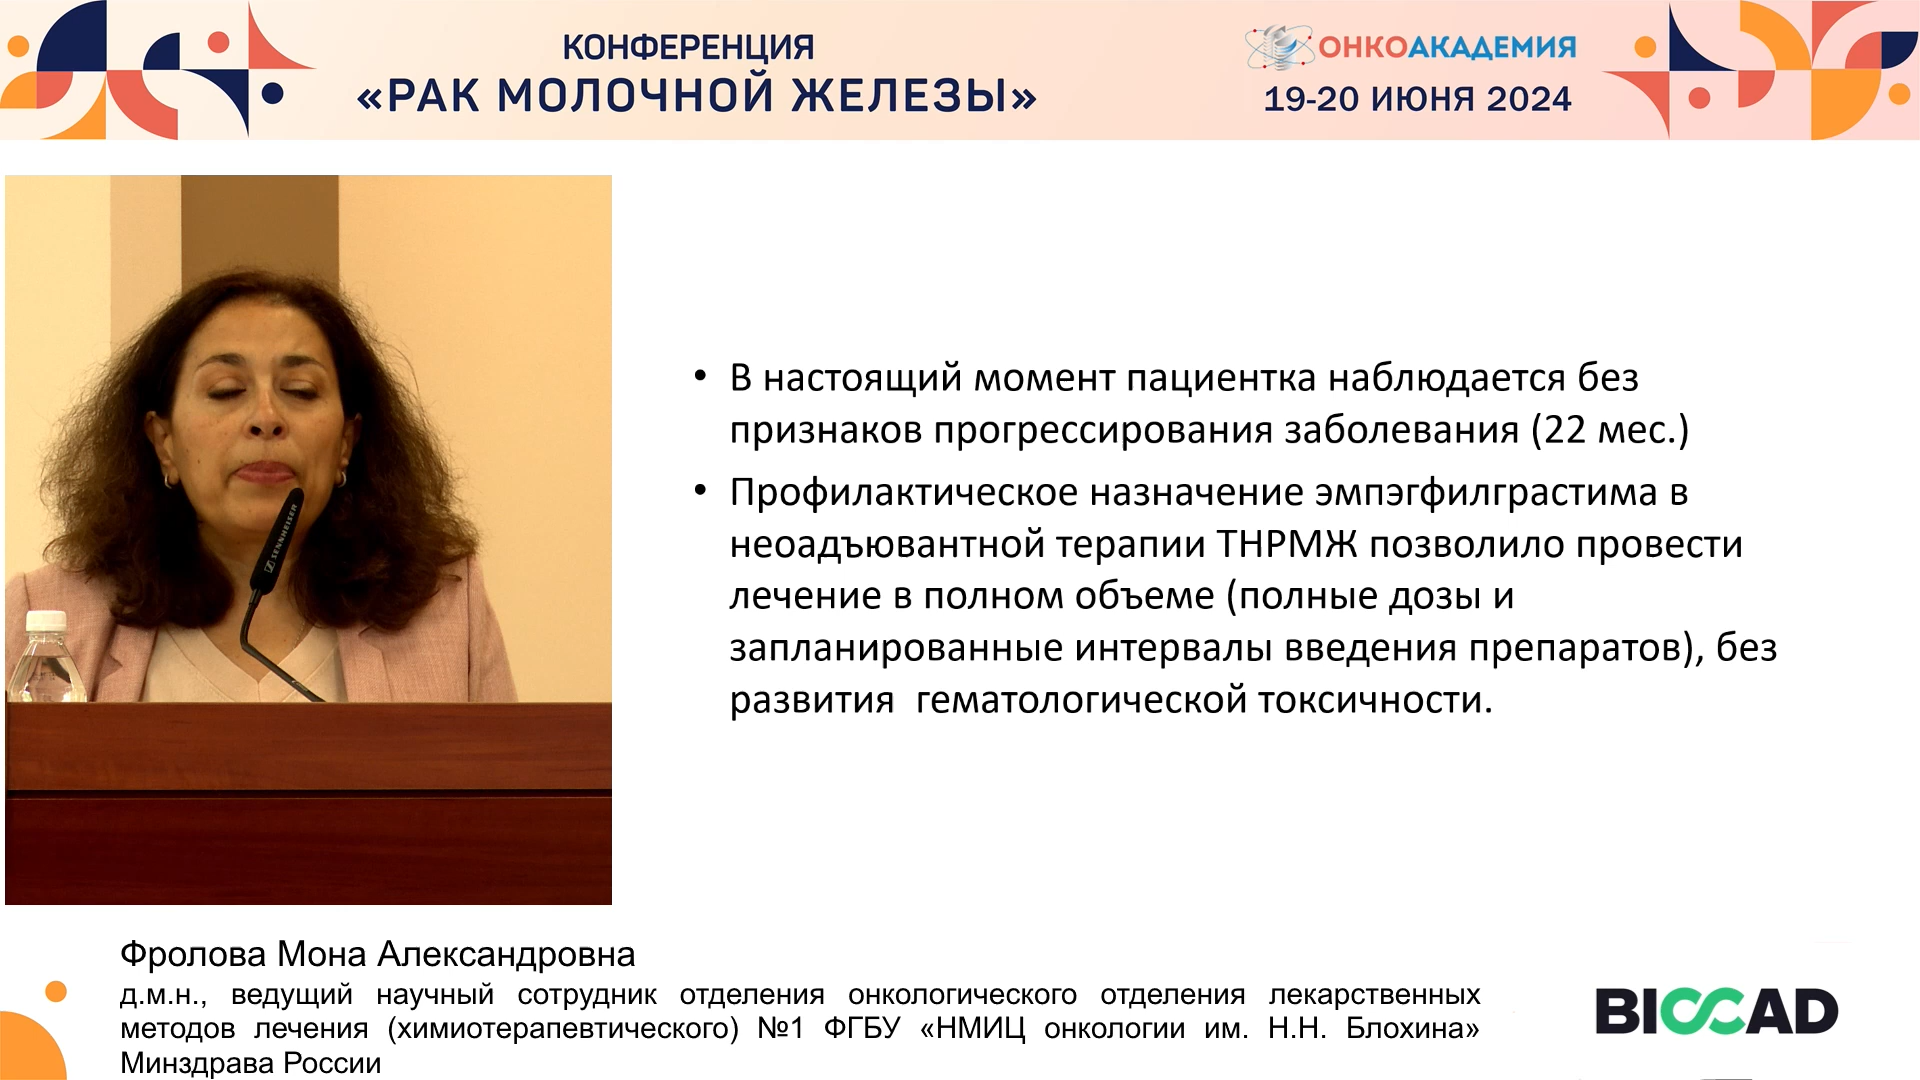 КОНФЕРЕНЦИЯ
«РАК МОЛОЧНОЙ ЖЕЛЕЗЫ»
ОНКОАКАДЕМИЯ
19-20 ИЮНЯ 2024
SENNHEISER
• В настоящий момент пациентка наблюдается без
признаков прогрессирования заболевания (22 мес.)
• Профилактическое назначение эмпэгфилграстима в
неоадъювантной терапии ТНРМЖ позволило провести
лечение в полном объеме (полные дозы и
запланированные интервалы введения препаратов), без
развития  гематологической токсичности.
Фролова Мона Александровна
д.м.н., ведущий научный сотрудник отделения онкологического отделения лекарственных
методов лечения (химиотерапевтического) №1 ФГБУ «НМИЦ онкологии им. Н.Н. Блохина»
Минздрава России
BIOCAD